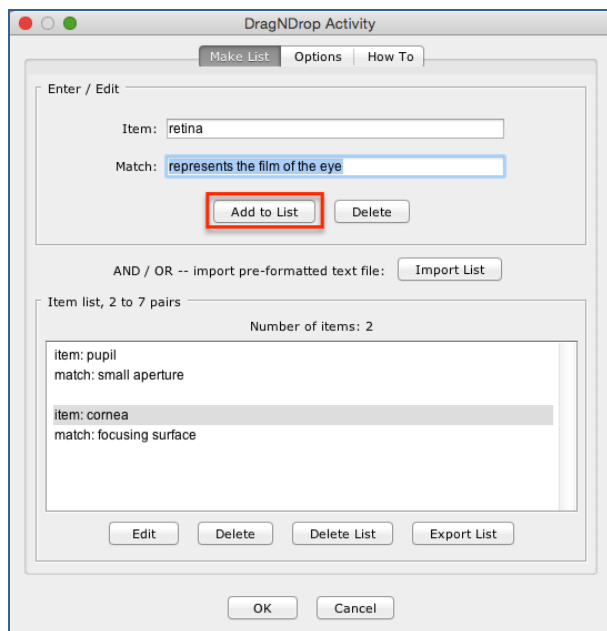 DragNDrop Activity
Make List Options How To
Enter / Edit
Item: retina
Match: represents the film of the eye
Add to List Delete
AND / OR -- import pre-formatted text file: Import List
Item list, 2 to 7 pairs
Number of items: 2
item: pupil
match: small aperture
item: cornea
match: focusing surface
Edit Delete Delete List Export List
OK Cancel